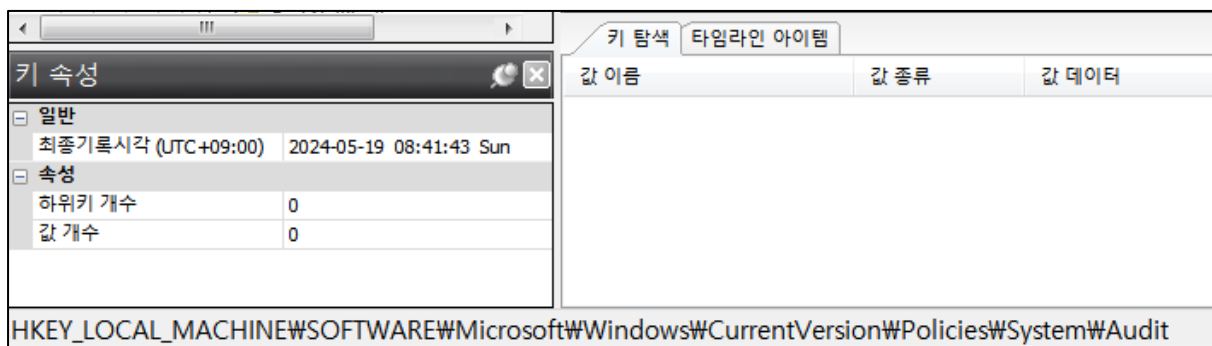 키 탐색 타임라인 아이템
키 속성
값 이름 값 종류 값 데이터
일반
최종기록시각 (UTC+09:00) 2024-05-19 08:41:43 Sun
속성
하위키 개수 0
값 개수 0
HKEY_LOCAL_MACHINE₩SOFTWARE₩Microsoft₩Windows₩CurrentVersion₩Policies₩System₩Audit